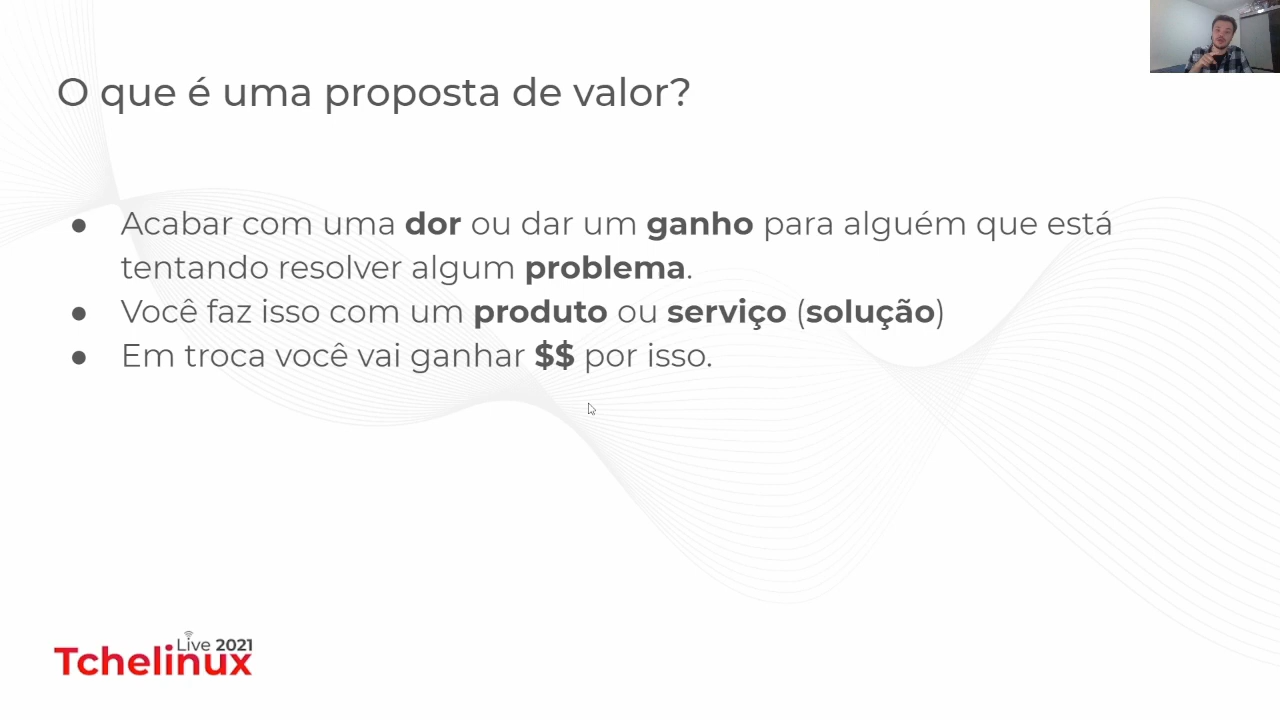 O que é uma proposta de valor?
● Acabar com uma dor ou dar um ganho para alguém que está
tentando resolver algum problema.
● Você faz isso com um produto ou serviço (solução)
● Em troca você vai ganhar $$ por isso.
Live 2021
Tchelinux